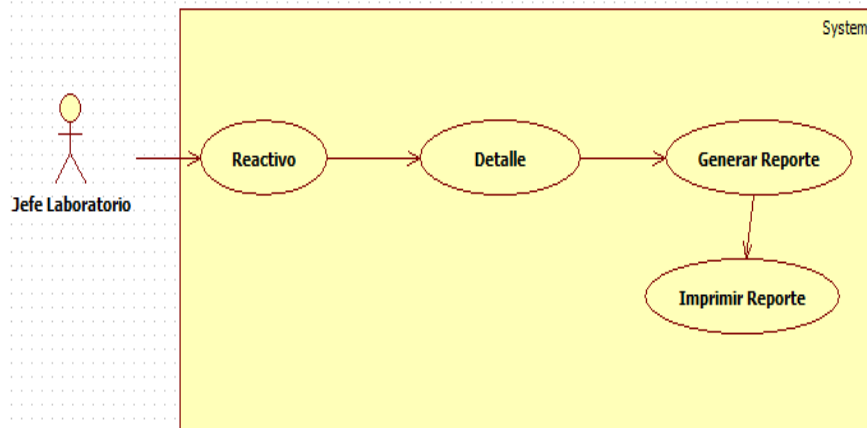 System
Jefe Laboratorio
Reactivo
Detalle
Generar Reporte
Imprimir Reporte